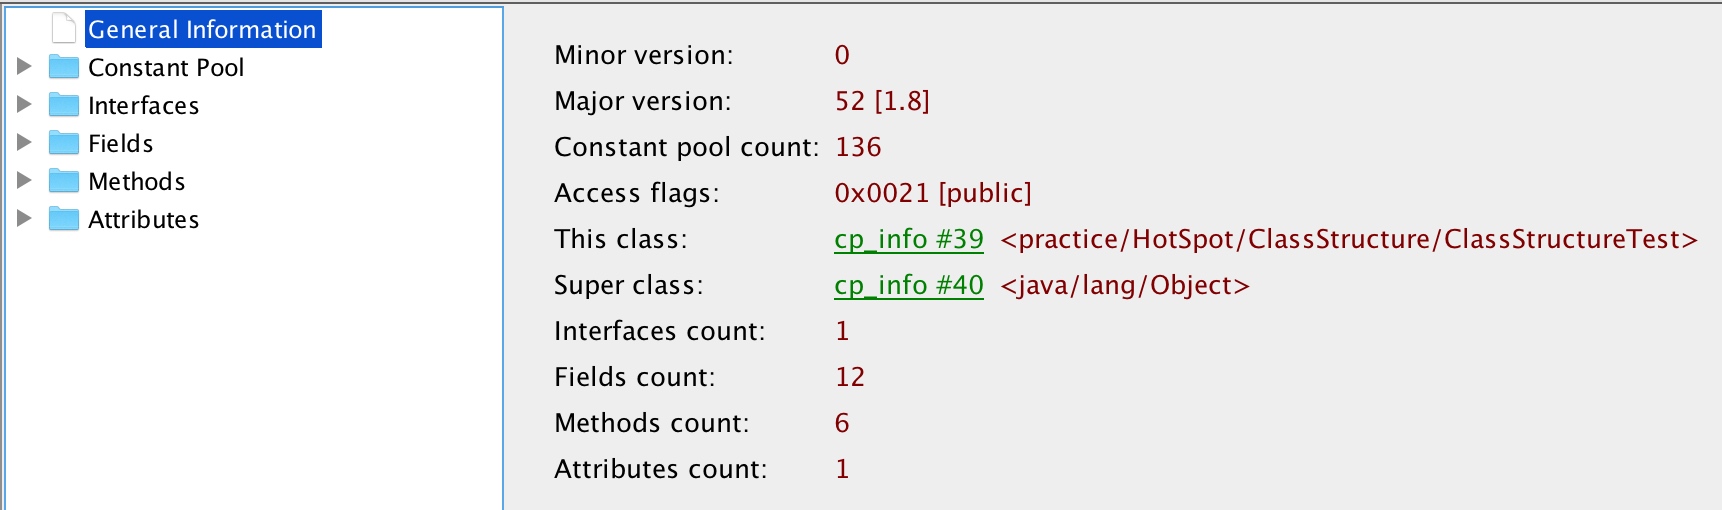 General Information
Constant Pool
Interfaces
Fields
Methods
Attributes
Minor version: 0
Major version: 52 [1.8]
Constant pool count: 136
Access flags: 0x0021 [public]
This class: cp_info #39 <practice/HotSpot/ClassStructure/ClassStructureTest>
Super class: cp_info #40 <java/lang/Object>
Interfaces count: 1
Fields count: 12
Methods count: 6
Attributes count: 1